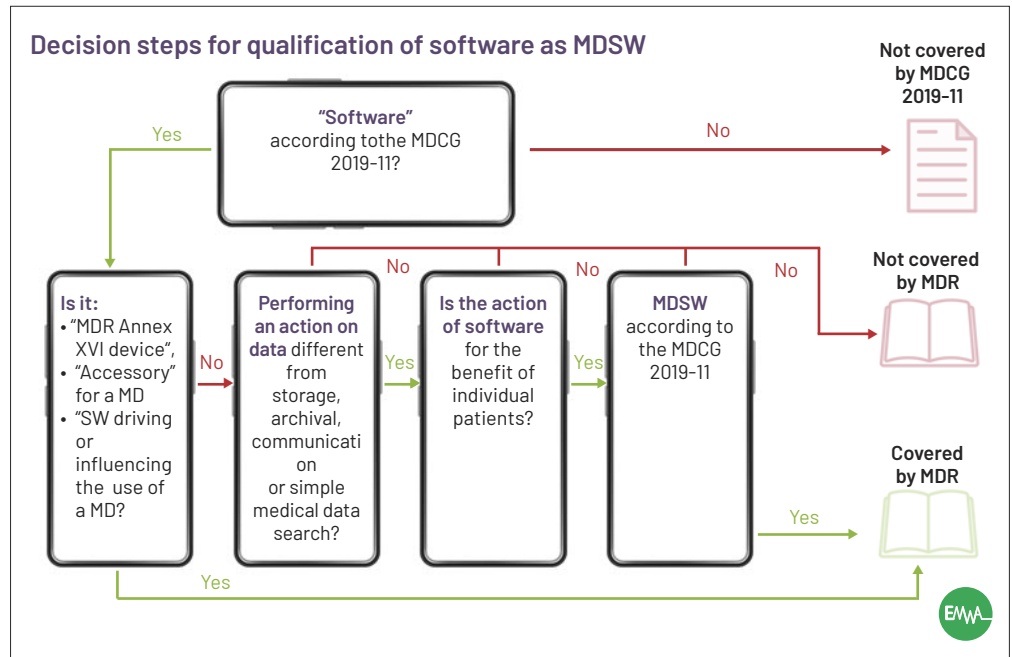 Decision steps for qualification of software as MDSW
Not covered
by MDCG
2019-11
"Software"
according tothe MDCG
2019-11?
Yes
No
Not covered
by MDR
No
No
No
Is it:
• "MDR Annex
XVI device",
• "Accessory"
for a MD
• "SW driving
or
influencing
the use of
a MD?
No
Performing
an action on
data different
from
storage,
archival,
communicati
on
or simple
medical data
search?
Yes
Is the action
of software
for the
benefit of
individual
patients?
Yes
MDSW
according to
the MDCG
2019-11
Covered
by MDR
Yes
Yes
EMWA